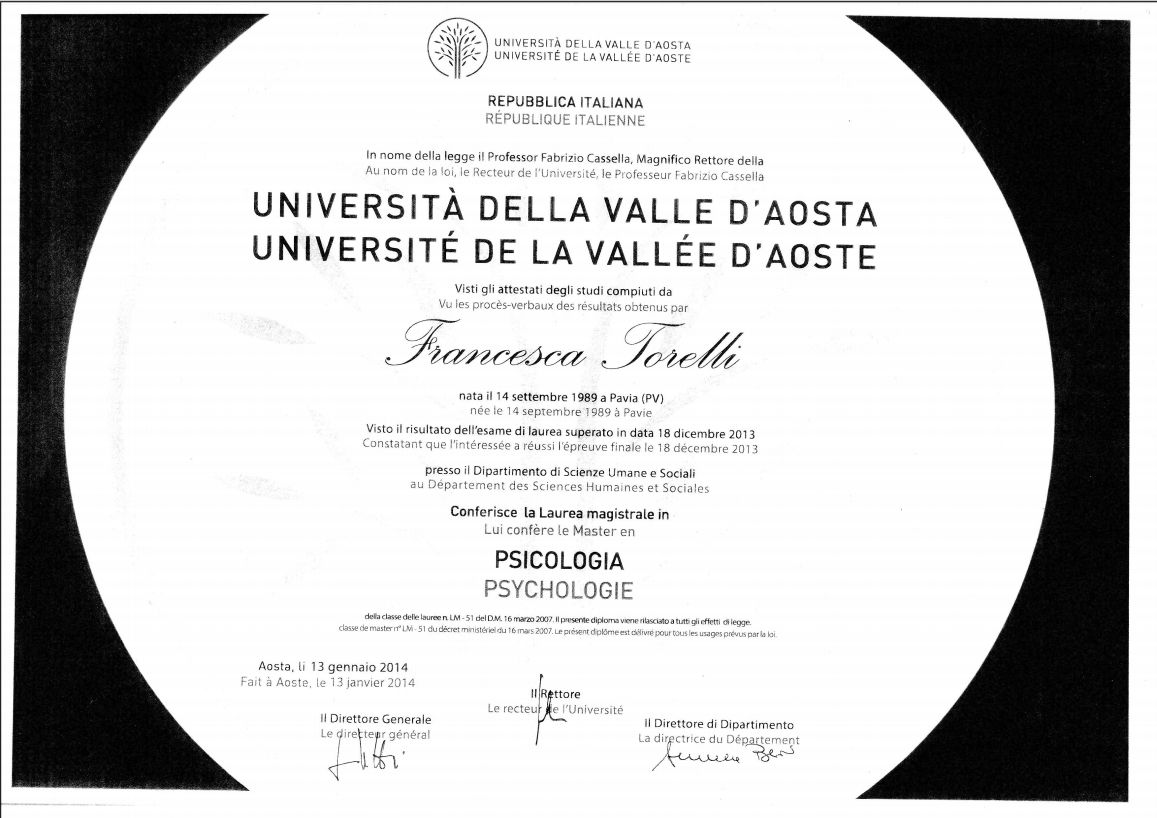 UNIVERSITÀ DELLA VALLE D'AOSTA
UNIVERSITÉ DE LA VALLÉE D'AOSTE
REPUBBLICA ITALIANA
RÉPUBLIQUE ITALIENNE
In nome della legge il Professor Fabrizio Cassella, Magnifico Rettore della
Au nom de la loi, le Recteur de l'Université, le Professeur Fabrizio Cassella
UNIVERSITÀ DELLA VALLE D'AOSTA
UNIVERSITÉ DE LA VALLÉE D'AOSTE
Visti gli attestati degli studi compiuti da
Vu les procès-verbaux des résultats obtenus par
Francesca Torelli
nata il 14 settembre 1989 a Pavia (PV)
née le 14 septembre 1989 à Pavie
Visto il risultato dell'esame di laurea superato in data 18 dicembre 2013
Constatant que l'intéressée a réussi l'épreuve finale le 18 décembre 2013
presso il Dipartimento di Scienze Umane e Sociali
au Département des Sciences Humaines et Sociales
Conferisce la Laurea magistrale in
Lui confère le Master en
PSICOLOGIA
PSYCHOLOGIE
della classe delle lauree n. LM - 51 del D.M. 16 marzo 2007. Il presente diploma viene rilasciato a tutti gli effetti di legge.
classe de master n° LM - 51 du décret ministériel du 16 mars 2007. Le présent diplôme est délivré pour tous les usages prévus par la loi.
Aosta, li 13 gennaio 2014
Fait à Aoste, le 13 janvier 2014
Il Rettore
Le recteur de l'Université
Il Direttore Generale
Le directeur général
Il Direttore di Dipartimento
La directrice du Département